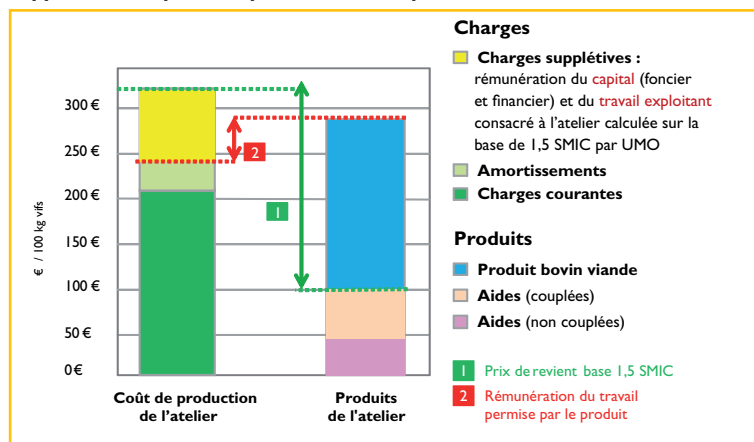 300 €
250 €
200 €
150 €
100 €
50 €
0€
€ / 100 kg vifs
2
1
Coût de production
de l'atelier
Produits
de l'atelier
Charges
Charges supplétives :
rémunération du capital (foncier
et financier) et du travail exploitant
consacré à l'atelier calculée sur la
base de 1,5 SMIC par UMO
Amortissements
Charges courantes
Produits
Produit bovin viande
Aides (couplées)
Aides (non couplées)
1 Prix de revient base 1,5 SMIC
2 Rémunération du travail
permise par le produit